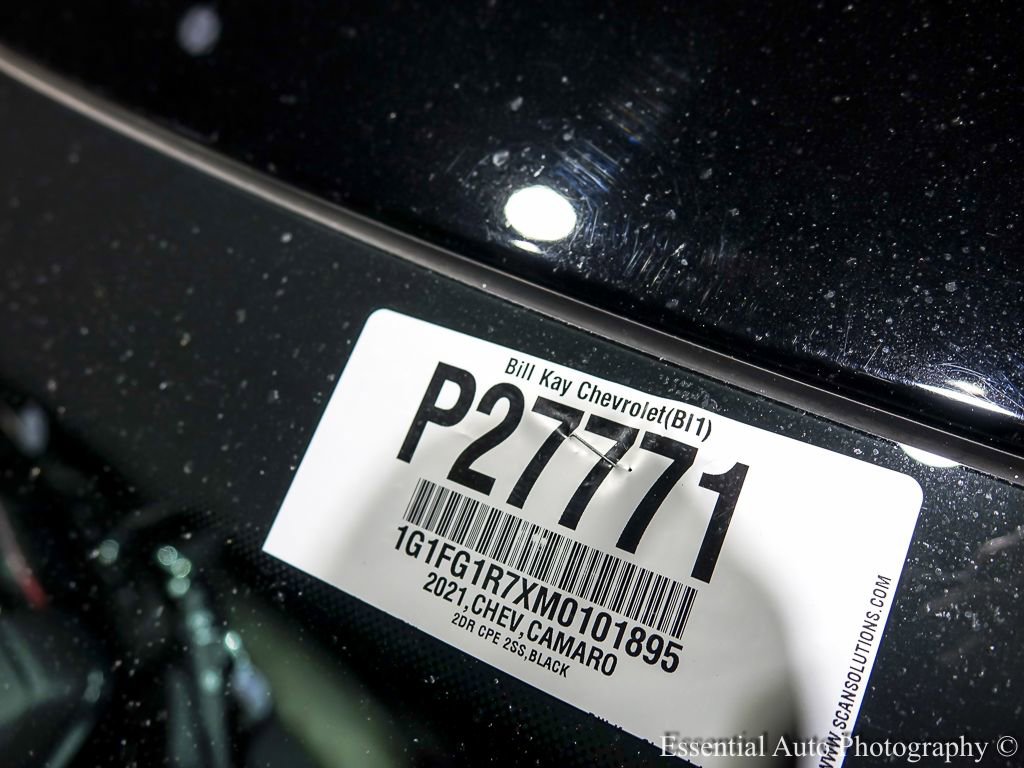 Bill Kay Chevrolet(BI1)
P27771
1G1FG1R7XM0101895
2021,CHEV,CAMARO
2DR CPE 2SS,BLACK
WWW.SCANSOLUTIONS.COM
Essential Auto Photography ©